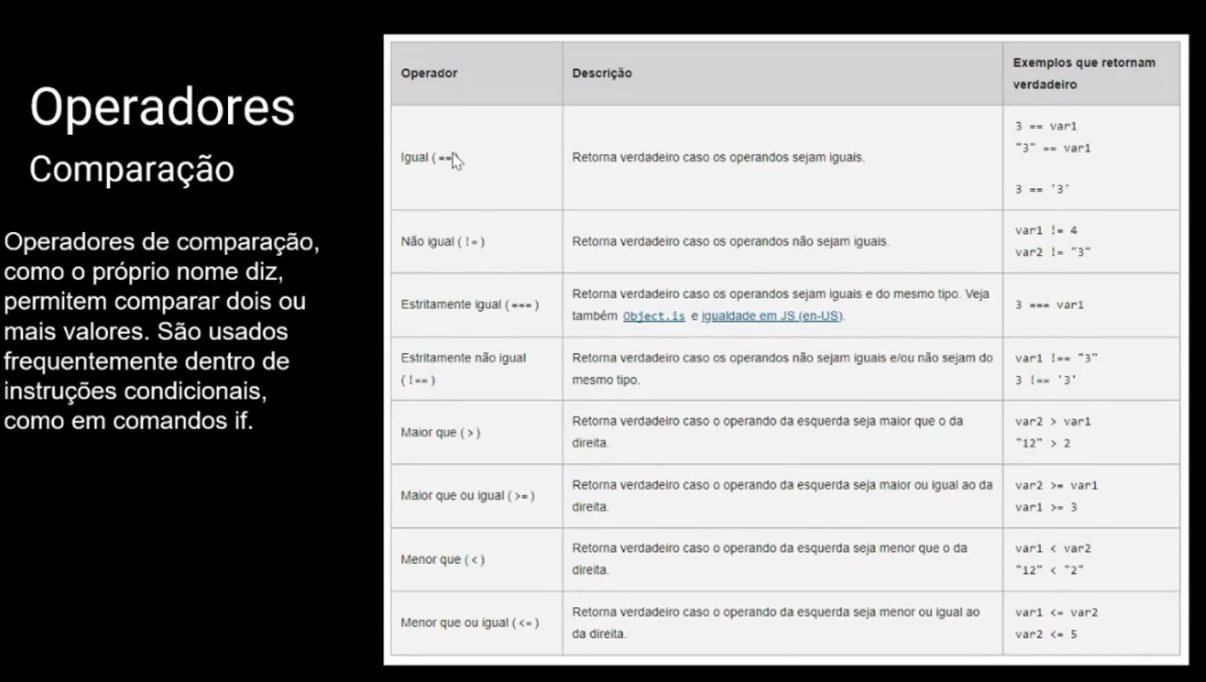 Operadores
Comparação
Operadores de comparação,
como o próprio nome diz,
permitem comparar dois ou
mais valores. São usados
frequentemente dentro de
instruções condicionais,
como em comandos if.
Operador
Descrição
Exemplos que retornam
verdadeiro
Igual ( ==
Retorna verdadeiro caso os operandos sejam iguais.
3 == var1
"3" == var1
3 == '3'
Não igual ( != )
Retorna verdadeiro caso os operandos não sejam iguais.
var1 != 4
var2 != "3"
Estritamente igual ( === )
Retorna verdadeiro caso os operandos sejam iguais e do mesmo tipo. Veja
também Object.is e igualdade em JS (en-US).
3 === var1
Estritamente não igual
( !== )
Retorna verdadeiro caso os operandos não sejam iguais e/ou não sejam do
mesmo tipo.
var1 !== "3"
3 !== '3'
Maior que ( > )
Retorna verdadeiro caso o operando da esquerda seja maior que o da
direita.
var2 > var1
"12" > 2
Maior que ou igual ( >= )
Retorna verdadeiro caso o operando da esquerda seja maior ou igual ao da
direita.
var2 >= var1
var1 >= 3
Menor que ( < )
Retorna verdadeiro caso o operando da esquerda seja menor que o da
direita.
var1 < var2
"12" < "2"
Menor que ou igual ( <= )
Retorna verdadeiro caso o operando da esquerda seja menor ou igual ao
da direita.
var1 <= var2
var2 <= 5